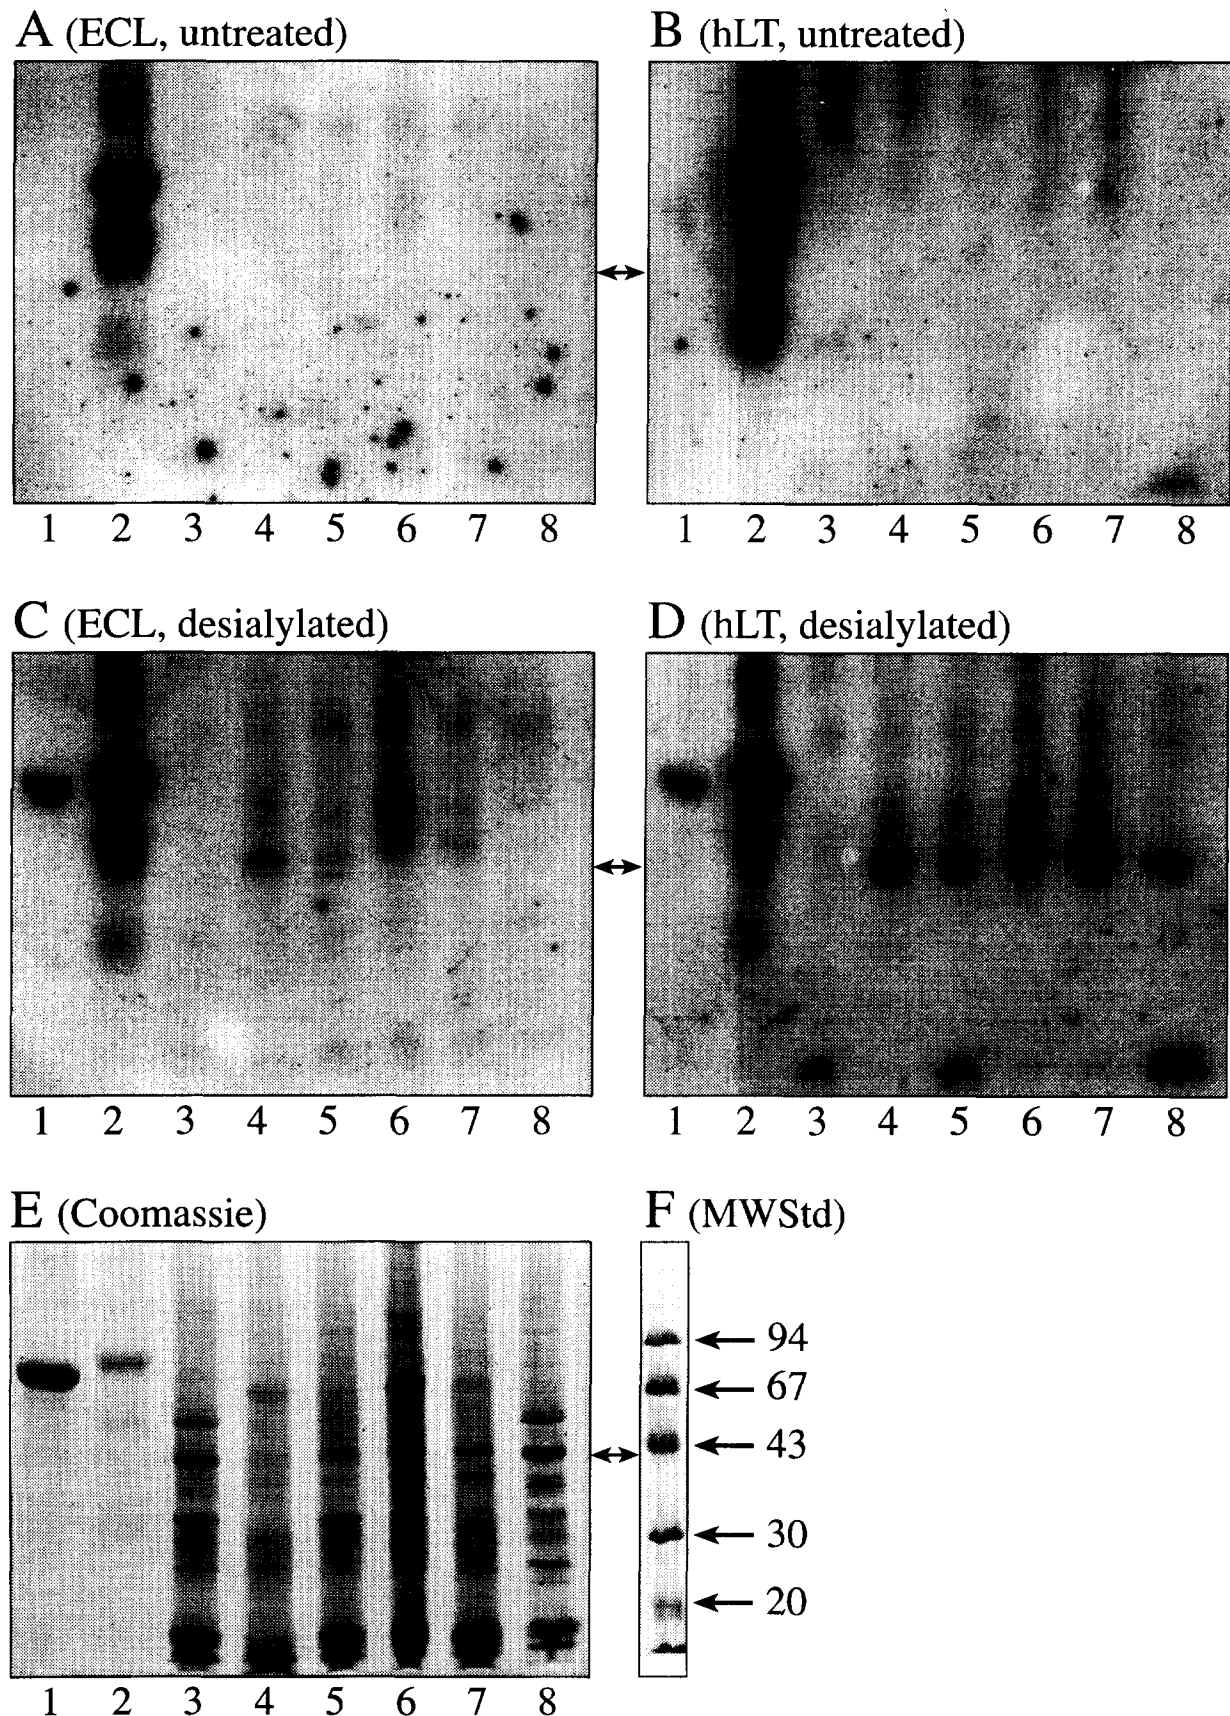 A (ECL, untreated)
B (hLT, untreated)
1 2 3 4 5 6 7 8
1 2 3 4 5 6 7 8
C (ECL, desialylated)
D (hLT, desialylated)
1 2 3 4 5 6 7 8
1 2 3 4 5 6 7 8
E (Coomassie)
F (MWStd)
94
67
43
30
20
1 2 3 4 5 6 7 8